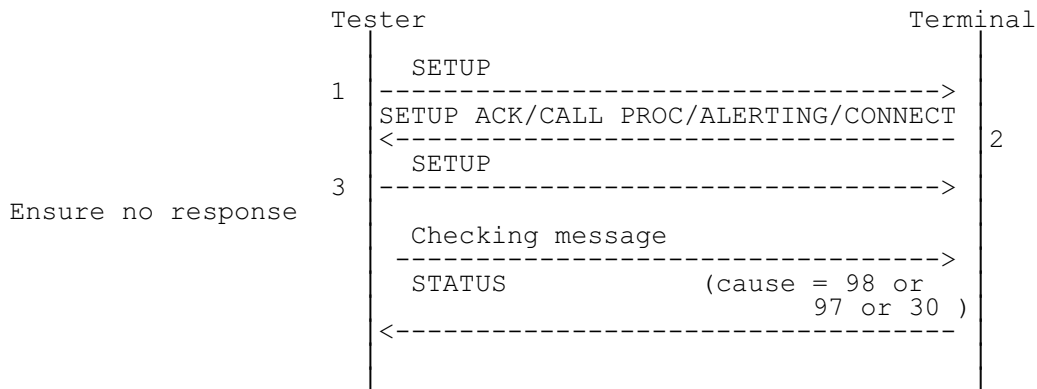 Tester Terminal
SETUP
1
SETUP ACK/CALL PROC/ALERTING/CONNECT
2
SETUP
3
Ensure no response
Checking message
STATUS (cause = 98 or
97 or 30 )